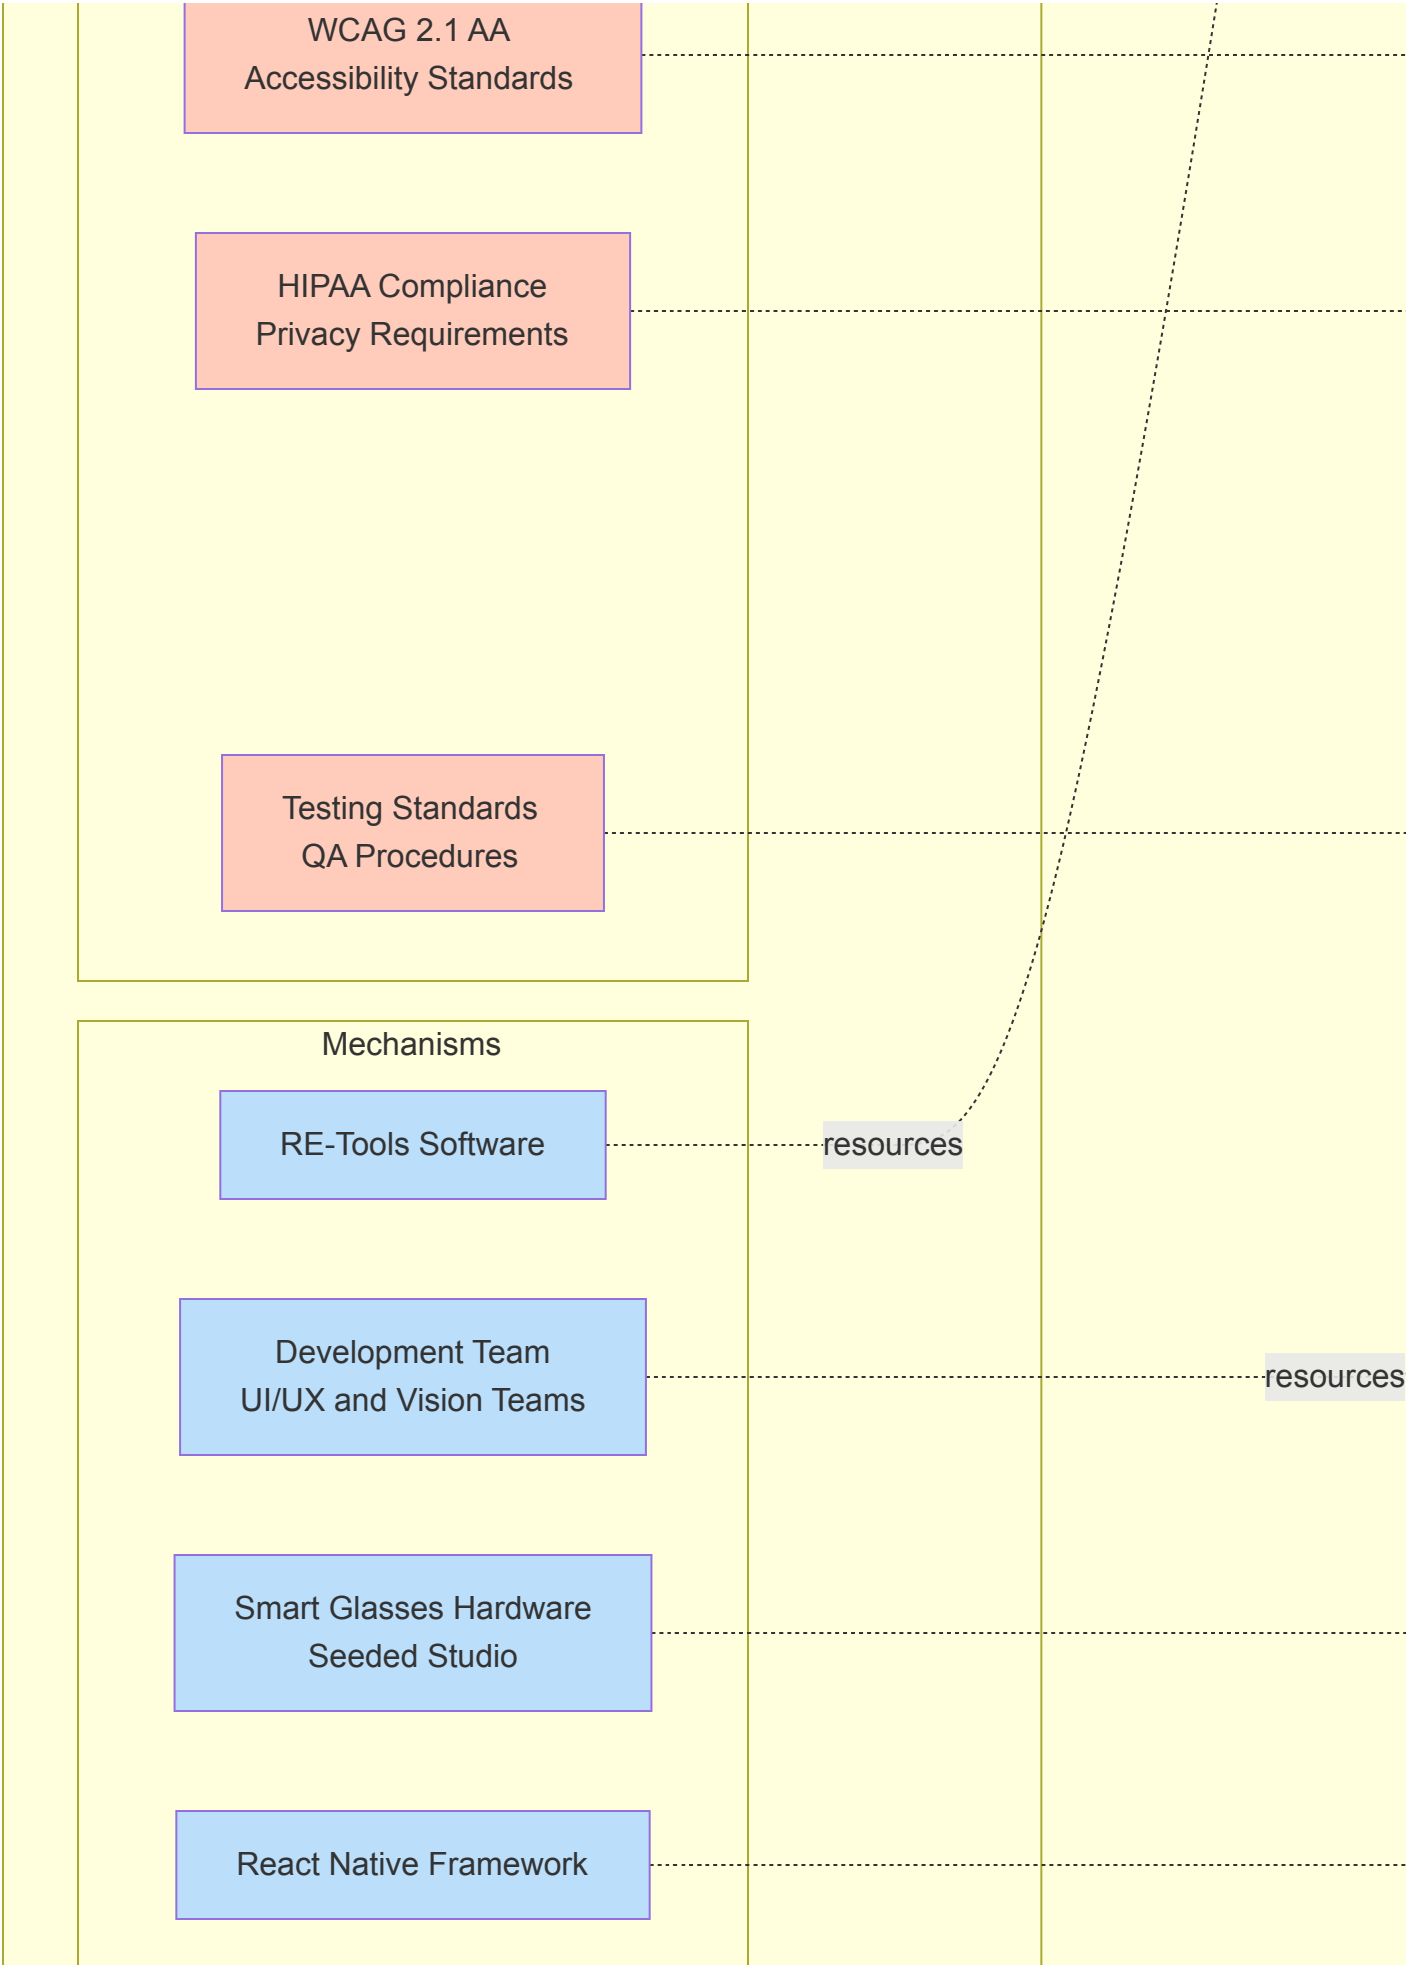 WCAG 2.1 AA
Accessibility Standards
HIPAA Compliance
Privacy Requirements
Testing Standards
QA Procedures
Mechanisms
RE-Tools Software
resources
Development Team
UI/UX and Vision Teams
resources
Smart Glasses Hardware
Seeded Studio
React Native Framework